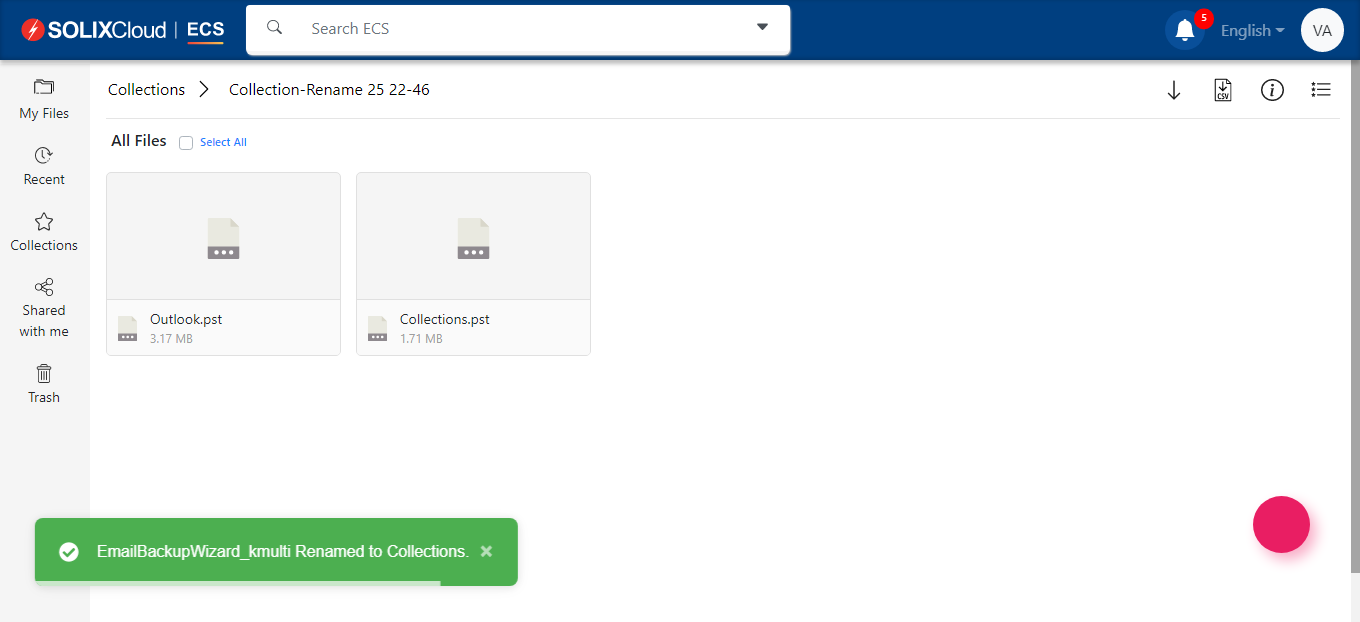 SOLIXCloud | ECS
Search ECS
5
English
VA
My Files
Recent
Collections
Shared
with me
Trash
Collections
Collection-Rename 25 22-46
CSV
All Files
Select All
Outlook.pst
3.17 MB
Collections.pst
1.71 MB
EmailBackupWizard_kmulti Renamed to Collections.